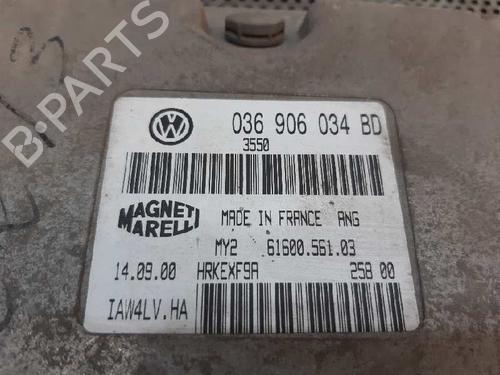 B-PARTS
036 906 034 BD
3550
MAGNETI MARELLI
MADE IN FRANCE ANG
MY2 61600.561.03
14.09.00 HRKEXF9A 258 00
IAW4LV.HA